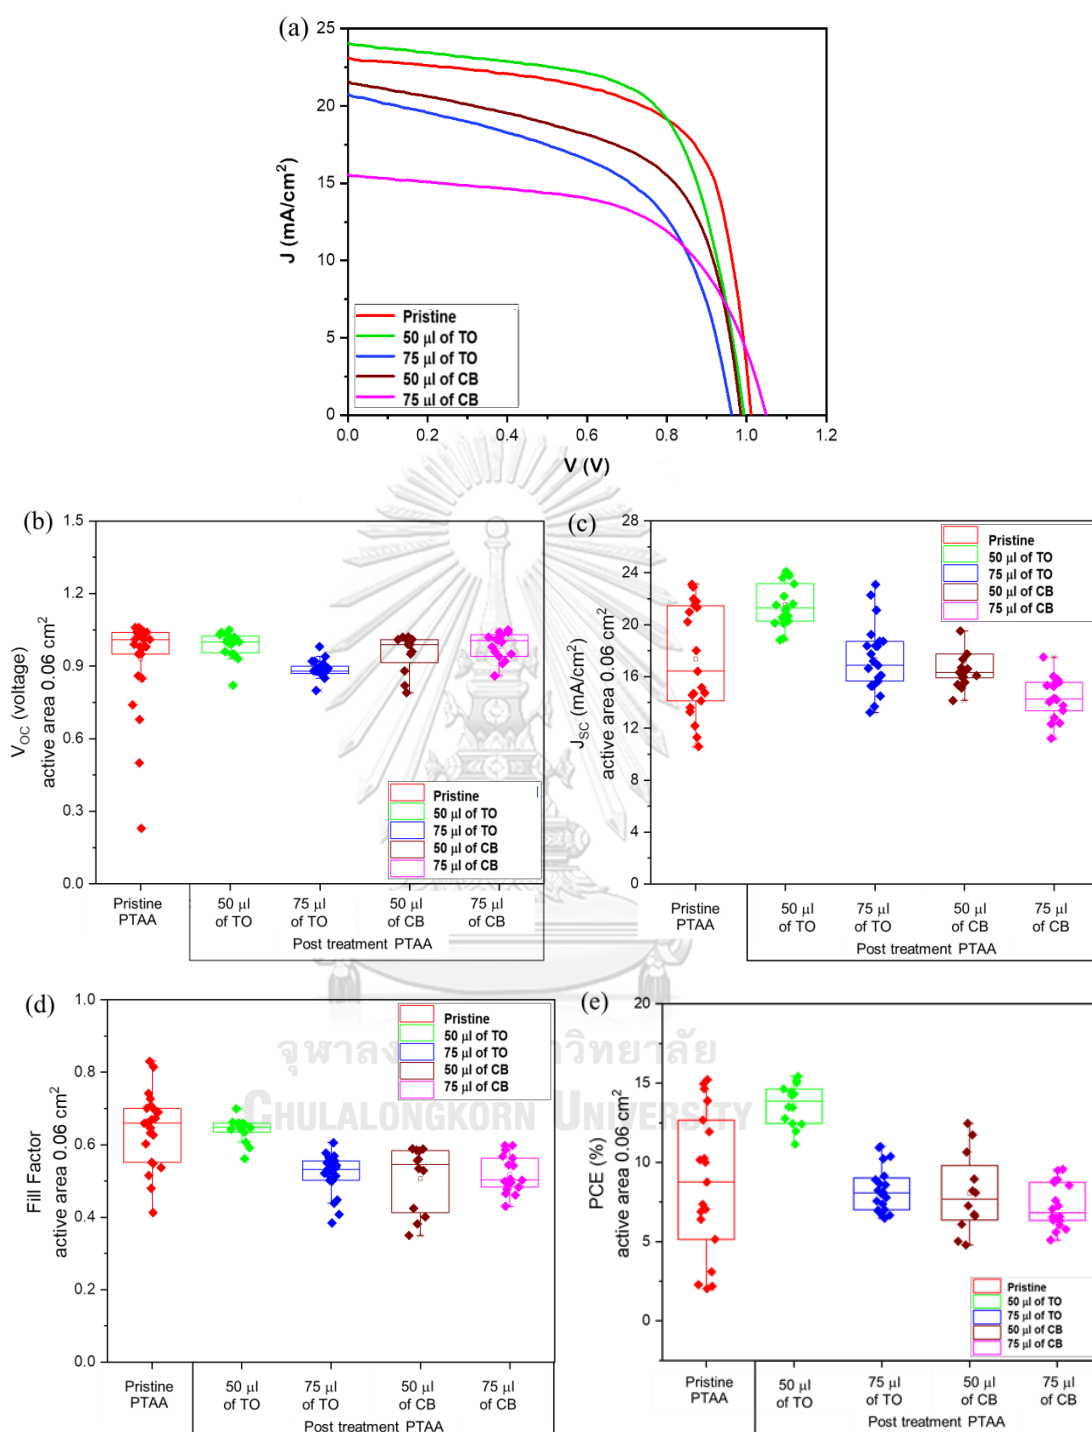 (a)
25
20
15
10
5
0
J (mA/cm²)
Pristine
50 μl of TO
75 μl of TO
50 μl of CB
75 μl of CB
0.0 0.2 0.4 0.6 0.8 1.0 1.2
V (V)
(b)
1.5
1.2
0.9
0.6
0.3
0.0
V_OC (voltage)
active area 0.06 cm²
Pristine
50 μl of TO
75 μl of TO
50 μl of CB
75 μl of CB
Pristine PTAA
50 μl of TO
75 μl of TO
50 μl of CB
75 μl of CB
Post treatment PTAA
(c)
28
24
20
16
12
8
4
0
J_SC (mA/cm²)
active area 0.06 cm²
Pristine
50 μl of TO
75 μl of TO
50 μl of CB
75 μl of CB
Pristine PTAA
50 μl of TO
75 μl of TO
50 μl of CB
75 μl of CB
Post treatment PTAA
(d)
1.0
0.8
0.6
0.4
0.2
0.0
Fill Factor
active area 0.06 cm²
Pristine
50 μl of TO
75 μl of TO
50 μl of CB
75 μl of CB
Pristine PTAA
50 μl of TO
75 μl of TO
50 μl of CB
75 μl of CB
Post treatment PTAA
(e)
20
15
10
5
0
PCE (%)
active area 0.06 cm²
Pristine
50 μl of TO
75 μl of TO
50 μl of CB
75 μl of CB
Pristine PTAA
50 μl of TO
75 μl of TO
50 μl of CB
75 μl of CB
Post treatment PTAA
CHULALONGKORN UNIVERSITY